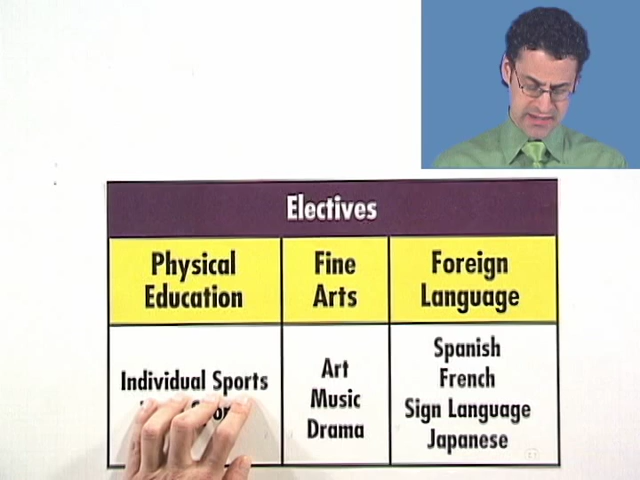 Electives
Physical
Education
Fine
Arts
Foreign
Language
Individual Sports
Art
Music
Drama
Spanish
French
Sign Language
Japanese